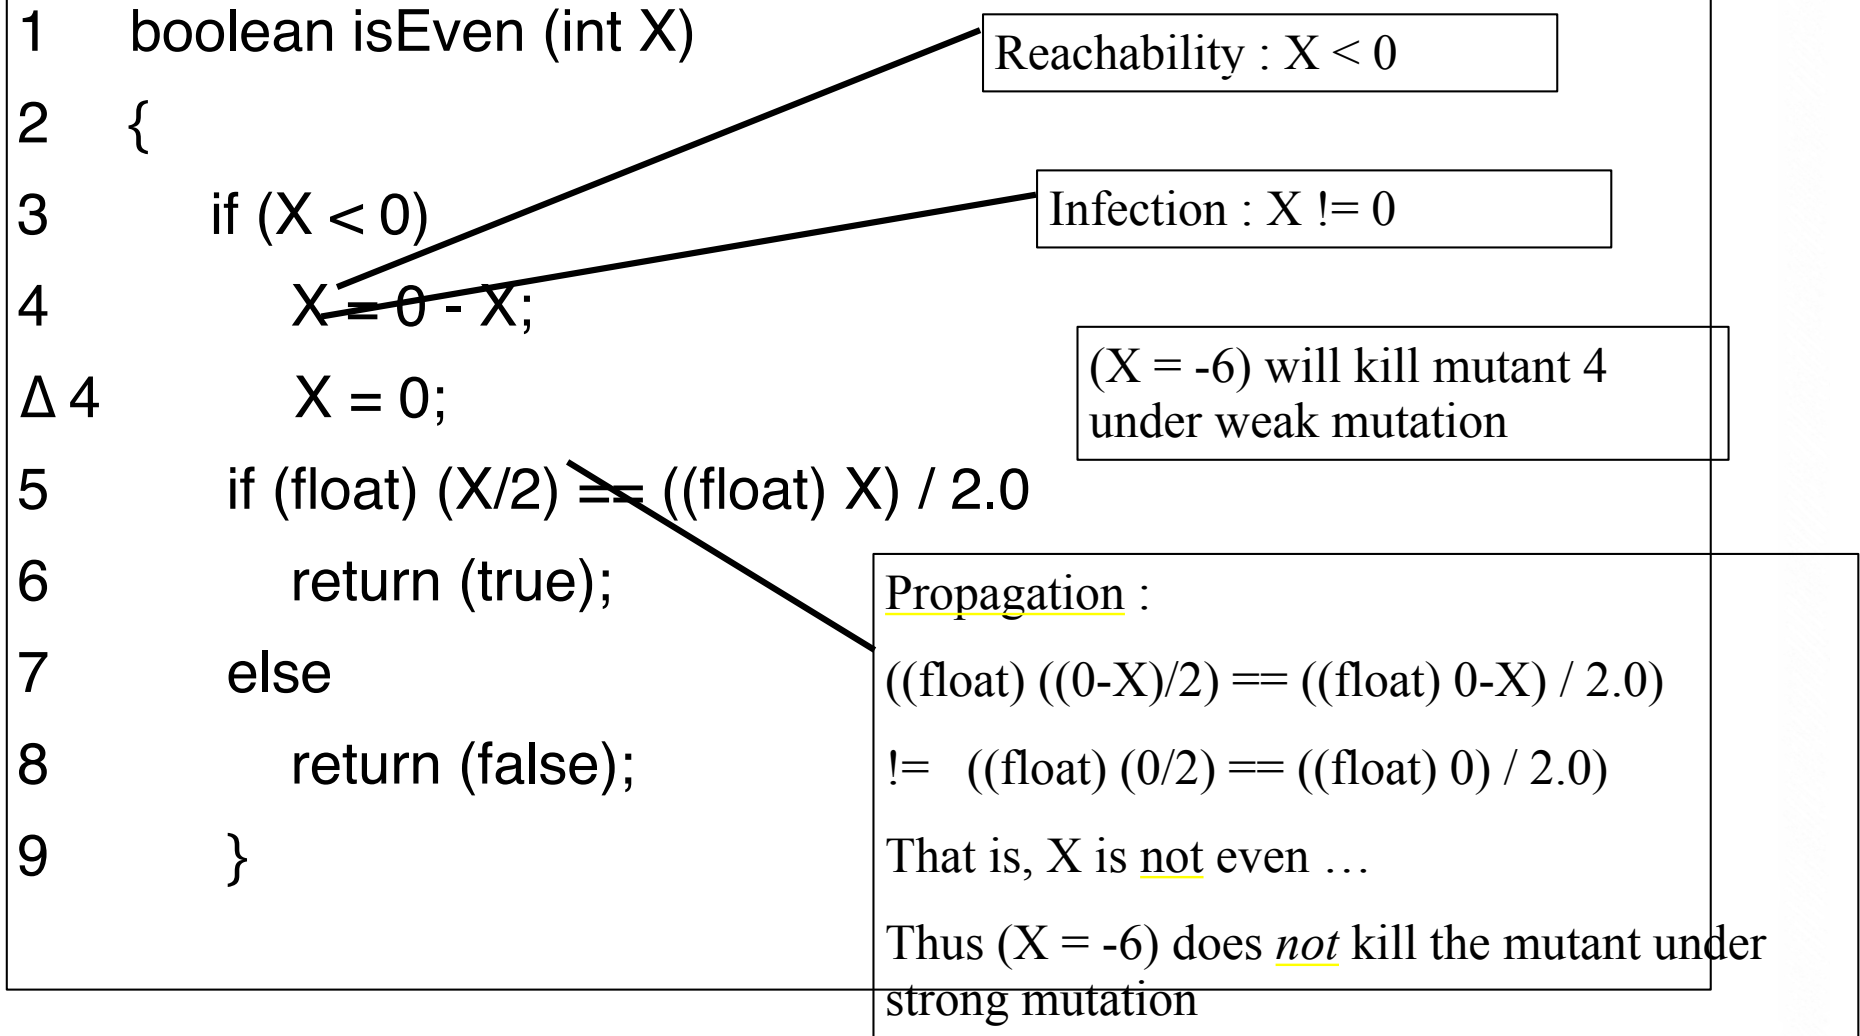 1 boolean isEven (int X)
2 {
3 if (X < 0)
4 X = 0 - X;
Δ 4 X = 0;
5 if (float) (X/2) == ((float) X) / 2.0
6 return (true);
7 else
8 return (false);
9 }
Reachability : X < 0
Infection : X != 0
(X = -6) will kill mutant 4
under weak mutation
Propagation :
((float) ((0-X)/2) == ((float) 0-X) / 2.0)
!= ((float) (0/2) == ((float) 0) / 2.0)
That is, X is not even …
Thus (X = -6) does not kill the mutant under
strong mutation